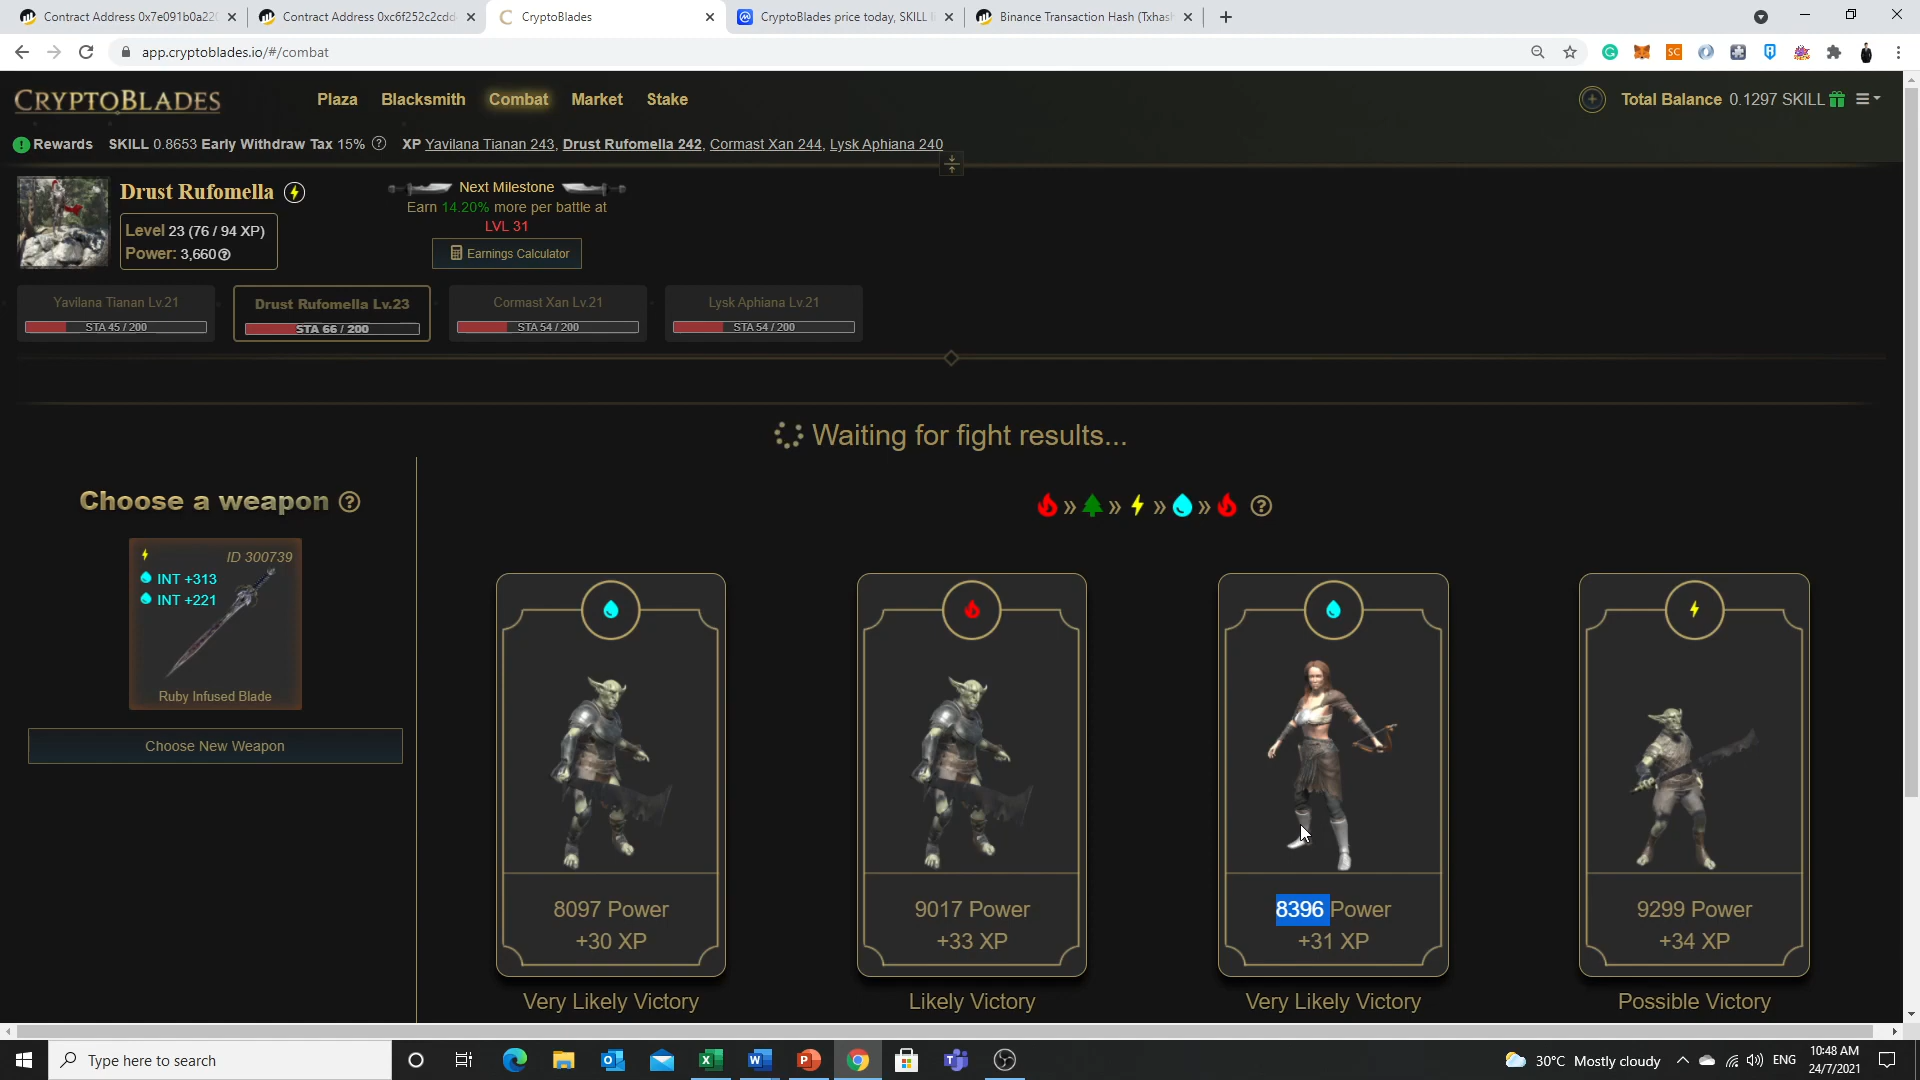 Contract Address 0x7e091b0a220
Contract Address 0xc6f252c2cdd
CryptoBlades
CryptoBlades price today, SKILL
Binance Transaction Hash (Txhas
app.cryptoblades.io/#/combat
CRYPTOBLADES
Plaza
Blacksmith
Combat
Market
Stake
Total Balance 0.1297 SKILL
Rewards SKILL 0.8653 Early Withdraw Tax 15% XP Yavilana Tianan 243, Drust Rufomella 242, Cormast Xan 244, Lysk Aphiana 240
Drust Rufomella
Level 23 (76 / 94 XP)
Power: 3,660
Next Milestone
Earn 14.20% more per battle at
LVL 31
Earnings Calculator
Yavilana Tianan Lv.21
STA 45 / 200
Drust Rufomella Lv.23
STA 66 / 200
Cormast Xan Lv.21
STA 54 / 200
Lysk Aphiana Lv.21
STA 54 / 200
Waiting for fight results...
Choose a weapon
ID 300739
INT +313
INT +221
Ruby Infused Blade
Choose New Weapon
8097 Power
+30 XP
Very Likely Victory
9017 Power
+33 XP
Likely Victory
8396 Power
+31 XP
Very Likely Victory
9299 Power
+34 XP
Possible Victory
Type here to search
30°C Mostly cloudy
ENG
10:48 AM
24/7/2021